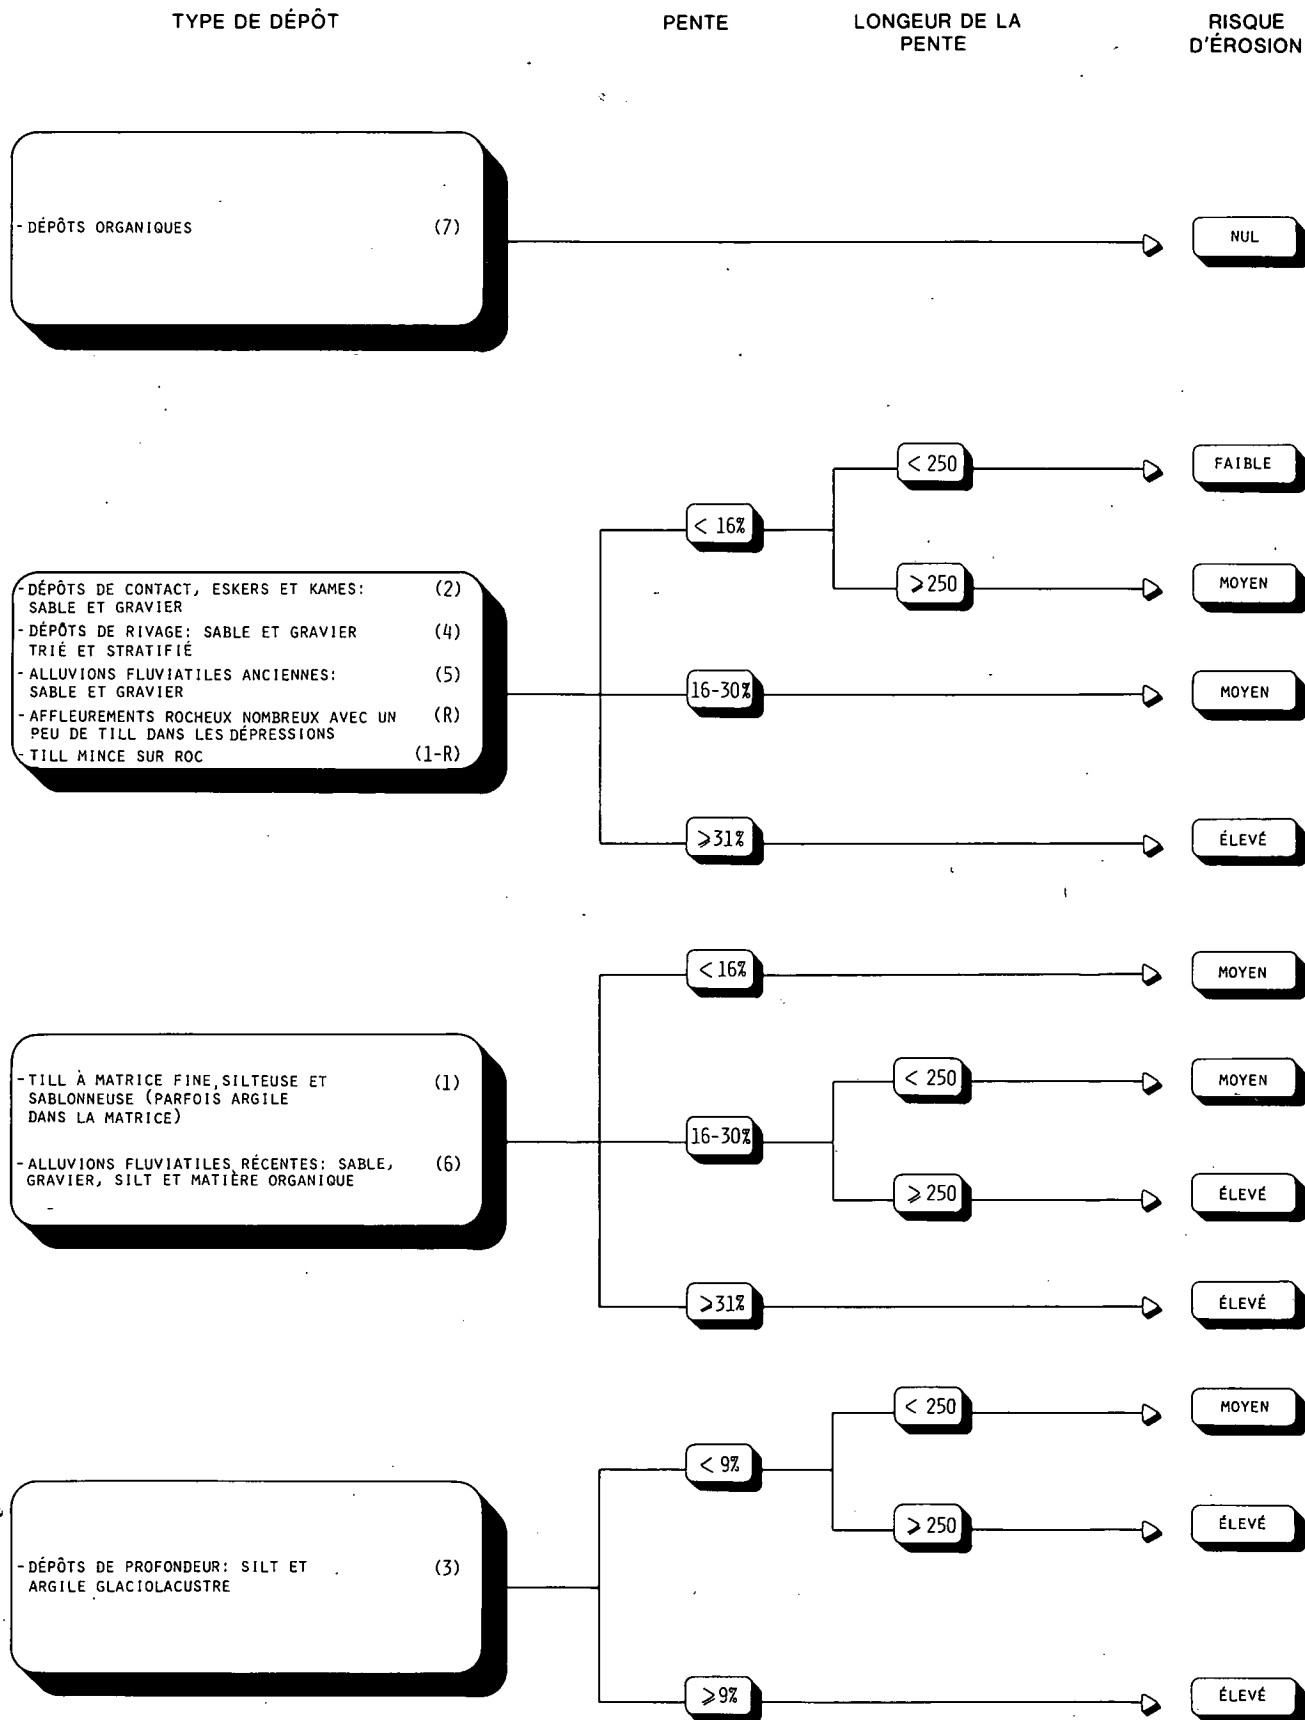 TYPE DE DÉPÔT
PENTE
LONGEUR DE LA
PENTE
RISQUE
D'ÉROSION
- DÉPÔTS ORGANIQUES (7)
NUL
< 250
FAIBLE
< 16%
⩾ 250
MOYEN
- DÉPÔTS DE CONTACT, ESKERS ET KAMES: (2)
SABLE ET GRAVIER
- DÉPÔTS DE RIVAGE: SABLE ET GRAVIER (4)
TRIÉ ET STRATIFIÉ
- ALLUVIONS FLUVIATILES ANCIENNES: (5)
SABLE ET GRAVIER
- AFFLEUREMENTS ROCHEUX NOMBREUX AVEC UN (R)
PEU DE TILL DANS LES DÉPRESSIONS
- TILL MINCE SUR ROC (1-R)
16-30%
MOYEN
⩾31%
ÉLEVÉ
< 16%
MOYEN
- TILL À MATRICE FINE, SILTEUSE ET (1)
SABLONNEUSE (PARFOIS ARGILE
DANS LA MATRICE)
- ALLUVIONS FLUVIATILES RÉCENTES: SABLE, (6)
GRAVIER, SILT ET MATIÈRE ORGANIQUE
< 250
MOYEN
16-30%
⩾ 250
ÉLEVÉ
⩾31%
ÉLEVÉ
< 250
MOYEN
< 9%
⩾ 250
ÉLEVÉ
- DÉPÔTS DE PROFONDEUR: SILT ET (3)
ARGILE GLACIOLACUSTRE
⩾9%
ÉLEVÉ